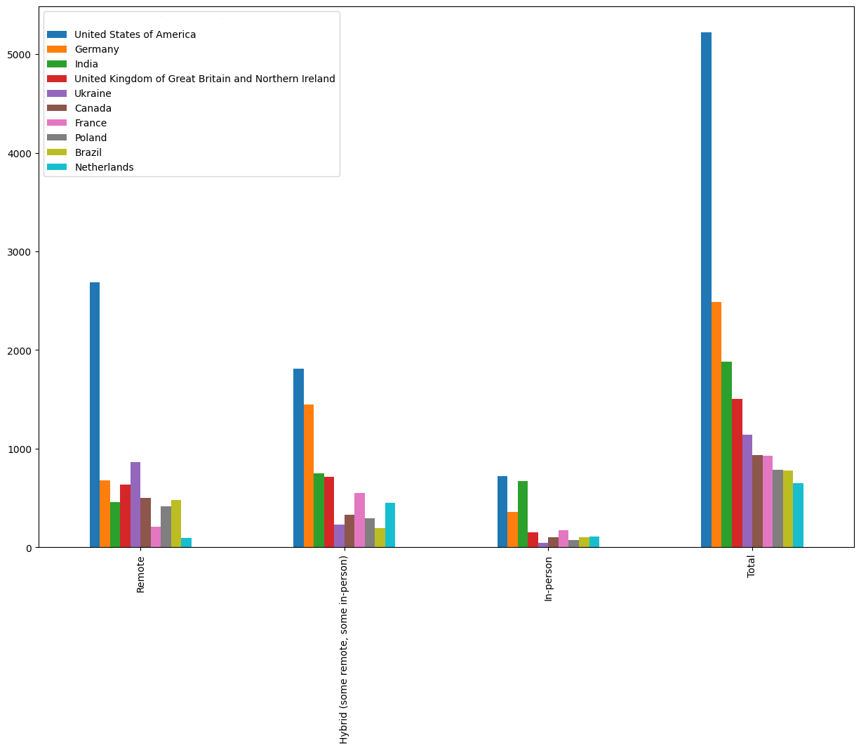 United States of America
Germany
India
United Kingdom of Great Britain and Northern Ireland
Ukraine
Canada
France
Poland
Brazil
Netherlands
5000
4000
3000
2000
1000
0
Remote
Hybrid (some remote, some in-person)
In-person
Total